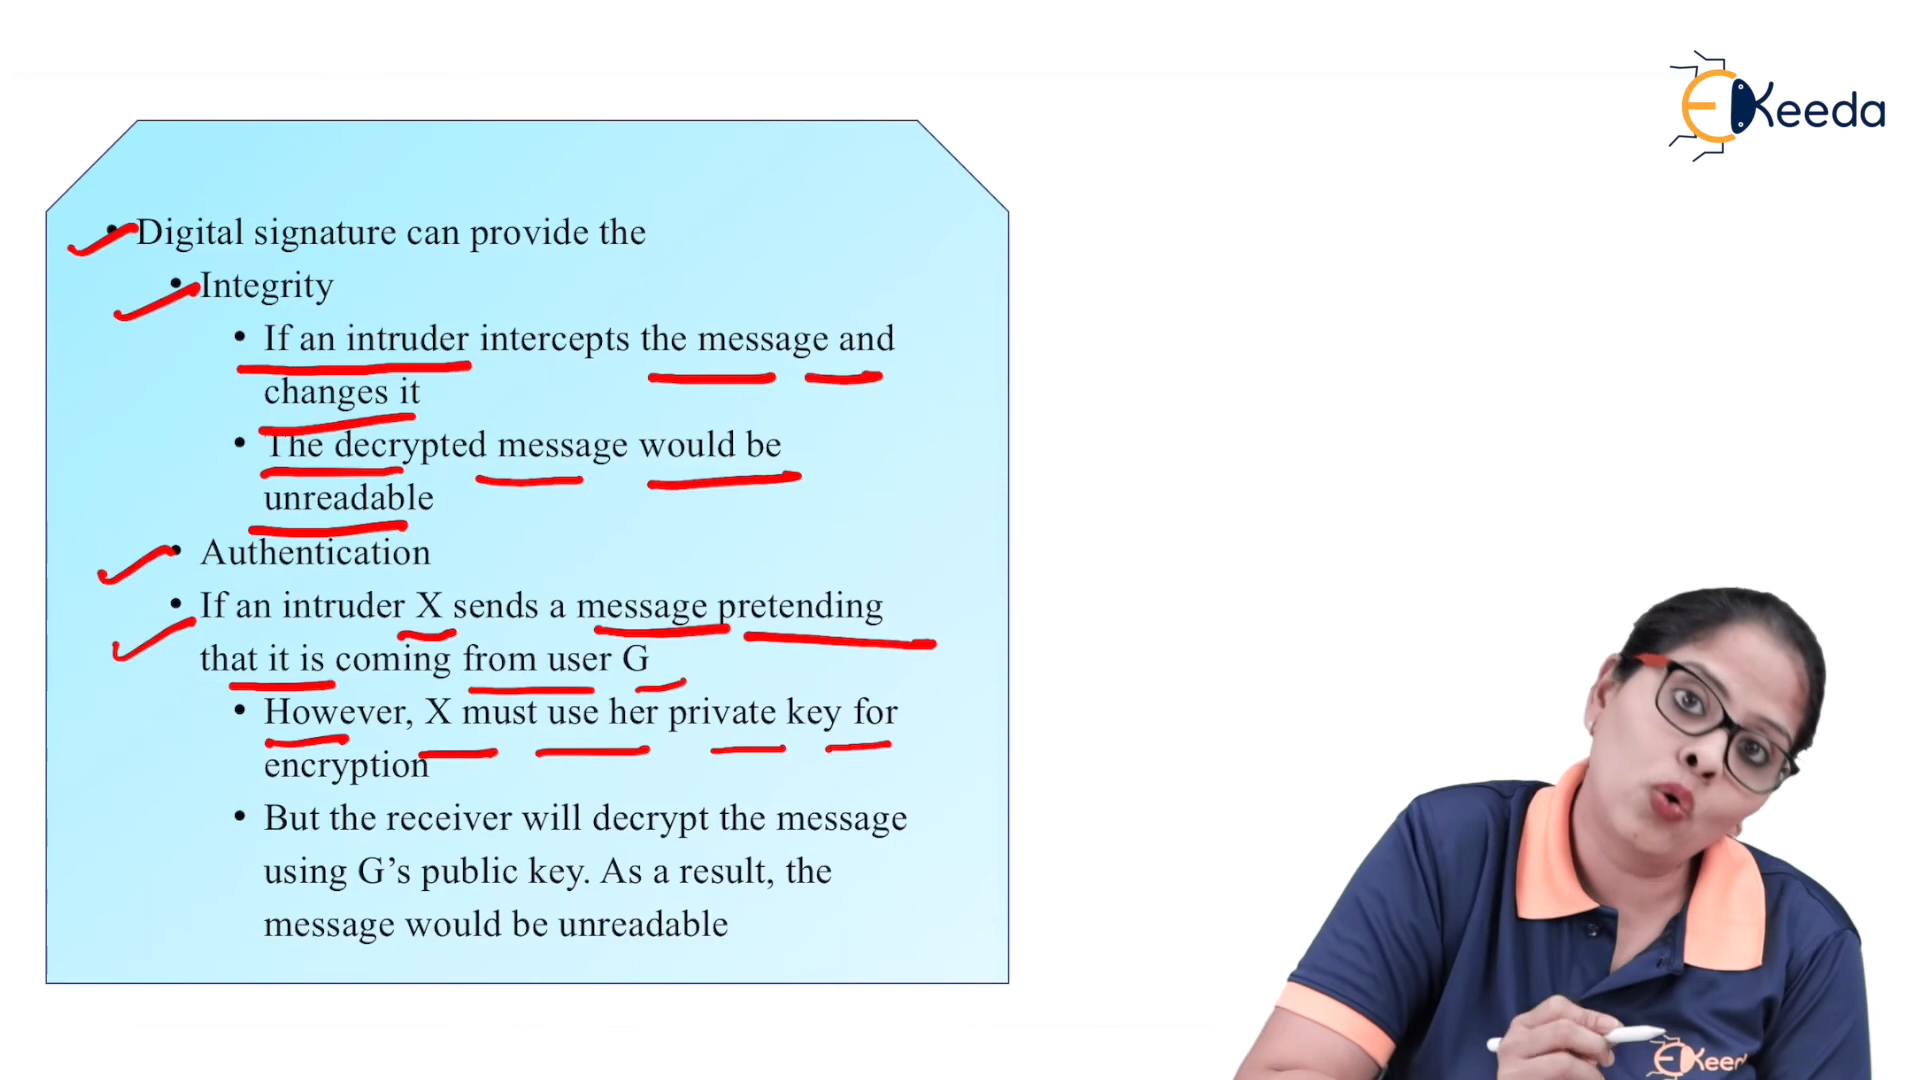 Keeda
• Digital signature can provide the
• Integrity
• If an intruder intercepts the message and
changes it
• The decrypted message would be
unreadable
• Authentication
• If an intruder X sends a message pretending
that it is coming from user G
• However, X must use her private key for
encryption
• But the receiver will decrypt the message
using G’s public key. As a result, the
message would be unreadable